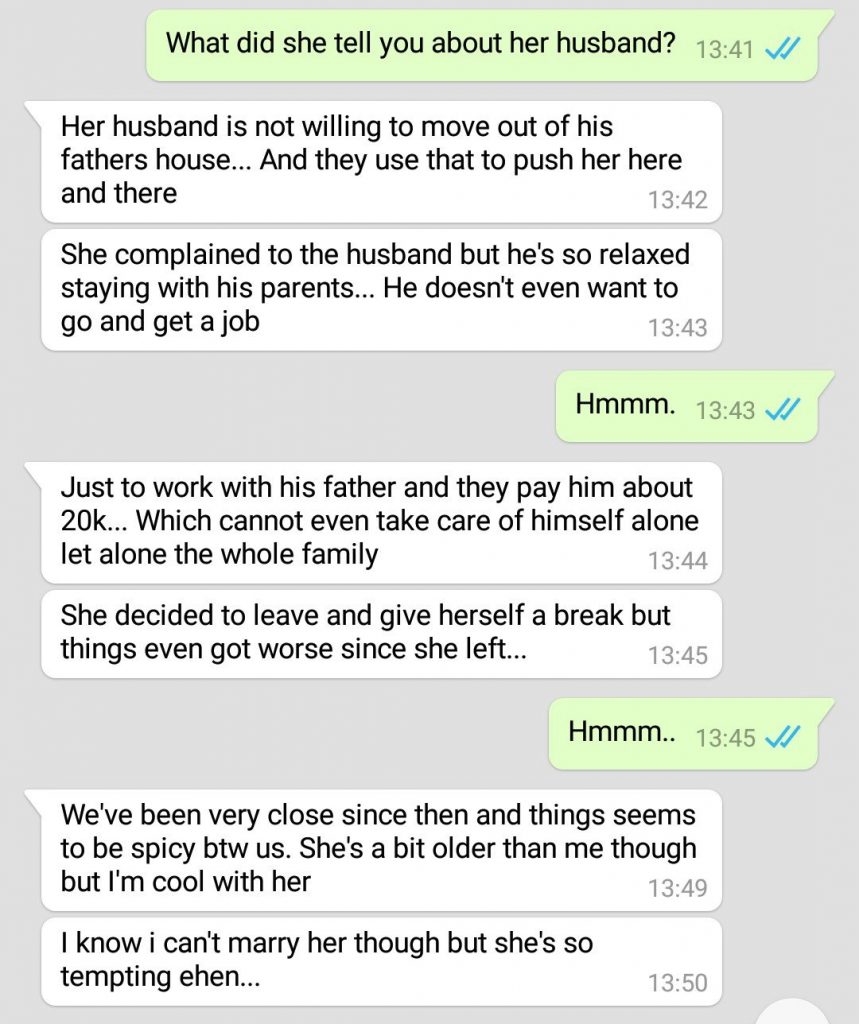 What did she tell you about her husband? 13:41
Her husband is not willing to move out of his
fathers house... And they use that to push her here
and there 13:42
She complained to the husband but he's so relaxed
staying with his parents... He doesn't even want to
go and get a job 13:43
Hmmm. 13:43
Just to work with his father and they pay him about
20k... Which cannot even take care of himself alone
let alone the whole family 13:44
She decided to leave and give herself a break but
things even got worse since she left... 13:45
Hmmm.. 13:45
We've been very close since then and things seems
to be spicy btw us. She's a bit older than me though
but I'm cool with her 13:49
I know i can't marry her though but she's so
tempting ehen... 13:50